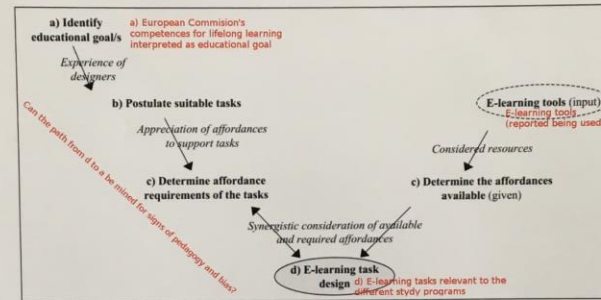 a) Identify
educational goal/s
a) European Commision's
competences for lifelong learning
interpreted as educational goal
Experience of
designers
b) Postulate suitable tasks
E-learning tools (input)
E-learning tools
(reported being used
Appreciation of affordances
to support tasks
Considered resources
Can the path from d to a be mined for signs of pedagogy and bias?
c) Determine affordance
requirements of the tasks
c) Determine the affordances
available (given)
Synergistic consideration of available
and required affordances
d) E-learning task
design
d) E-learning tasks relevant to the
different stydy programs